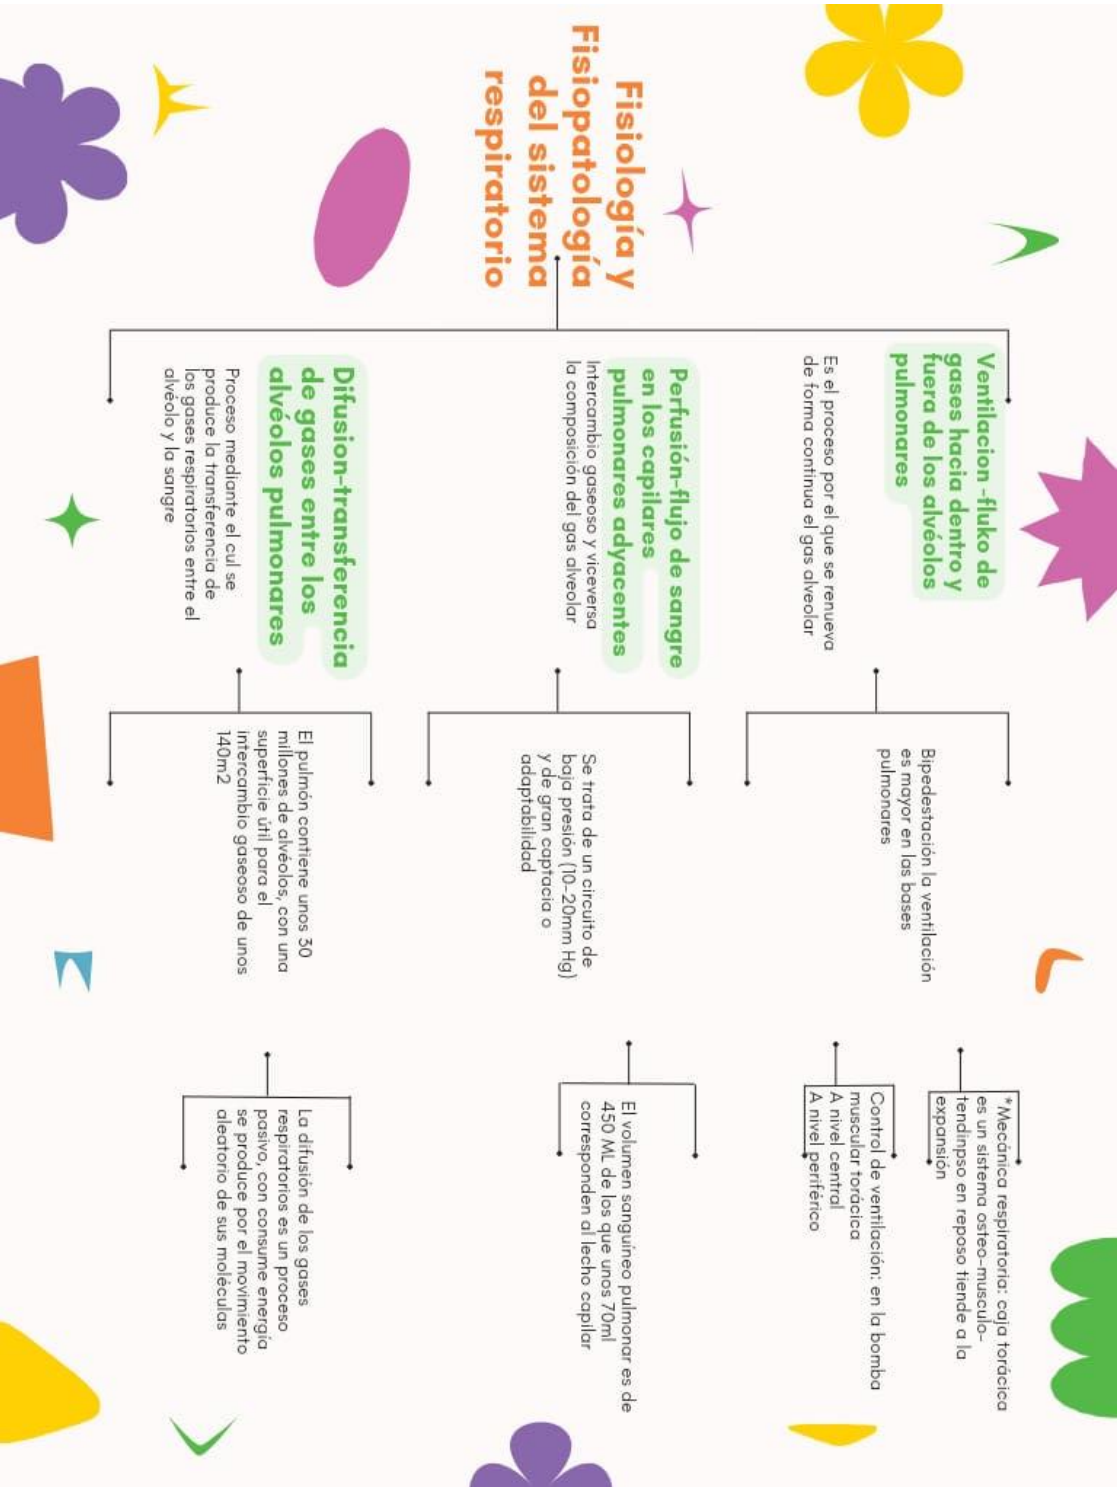 Fisiología y
Fisiopatología
del sistema
respiratorio
Ventilacion -fluko de
gases hacia dentro y
fuera de los alvéolos
pulmonares
Es el proceso por el que se renueva
de forma continua el gas alveolar
Bipedestación la ventilación
es mayor en las bases
pulmonares
*Mecánica respiratoria: caja torácica
es un sistema osteo-musculo-
tendinpso en reposo tiende a la
expansión
Control de ventilación: en la bomba
muscular torácica
A nivel central
A nivel periférico
Perfusión-flujo de sangre
en los capilares
pulmonares adyacentes
Intercambio gaseoso y viceversa
la composición del gas alveolar
Se trata de un circuito de
baja presión (10-20mm Hg)
y de gran captacia o
adaptabilidad
El volumen sanguíneo pulmonar es de
450 ML de los que unos 70ml
corresponden al lecho capilar
Difusion-transferencia
de gases entre los
alvéolos pulmonares
Proceso mediante el cul se
produce la transferencia de
los gases respiratorios entre el
alvéolo y la sangre
El pulmón contiene unos 30
millones de alvéolos, con una
superficie útil para el
intercambio gaseoso de unos
140m2
La difusión de los gases
respiratorios es un proceso
pasivo, con consume energía
se produce por el movimiento
aleatorio de sus moléculas